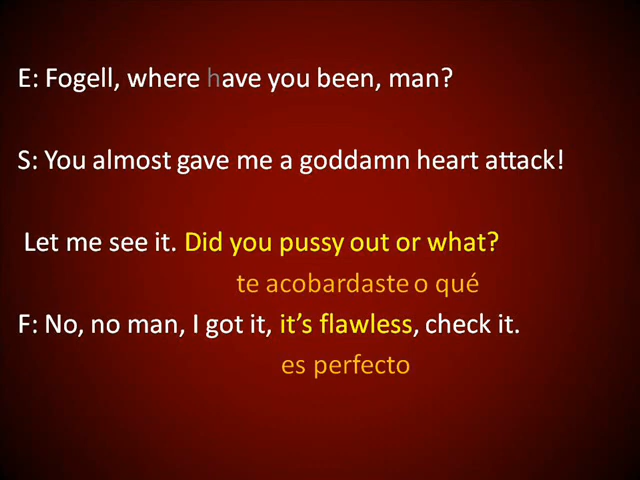 E: Fogell, where have you been, man?
S: You almost gave me a goddamn heart attack!
Let me see it. Did you pussy out or what?
te acobardaste o qué
F: No, no man, I got it, it’s flawless, check it.
es perfecto